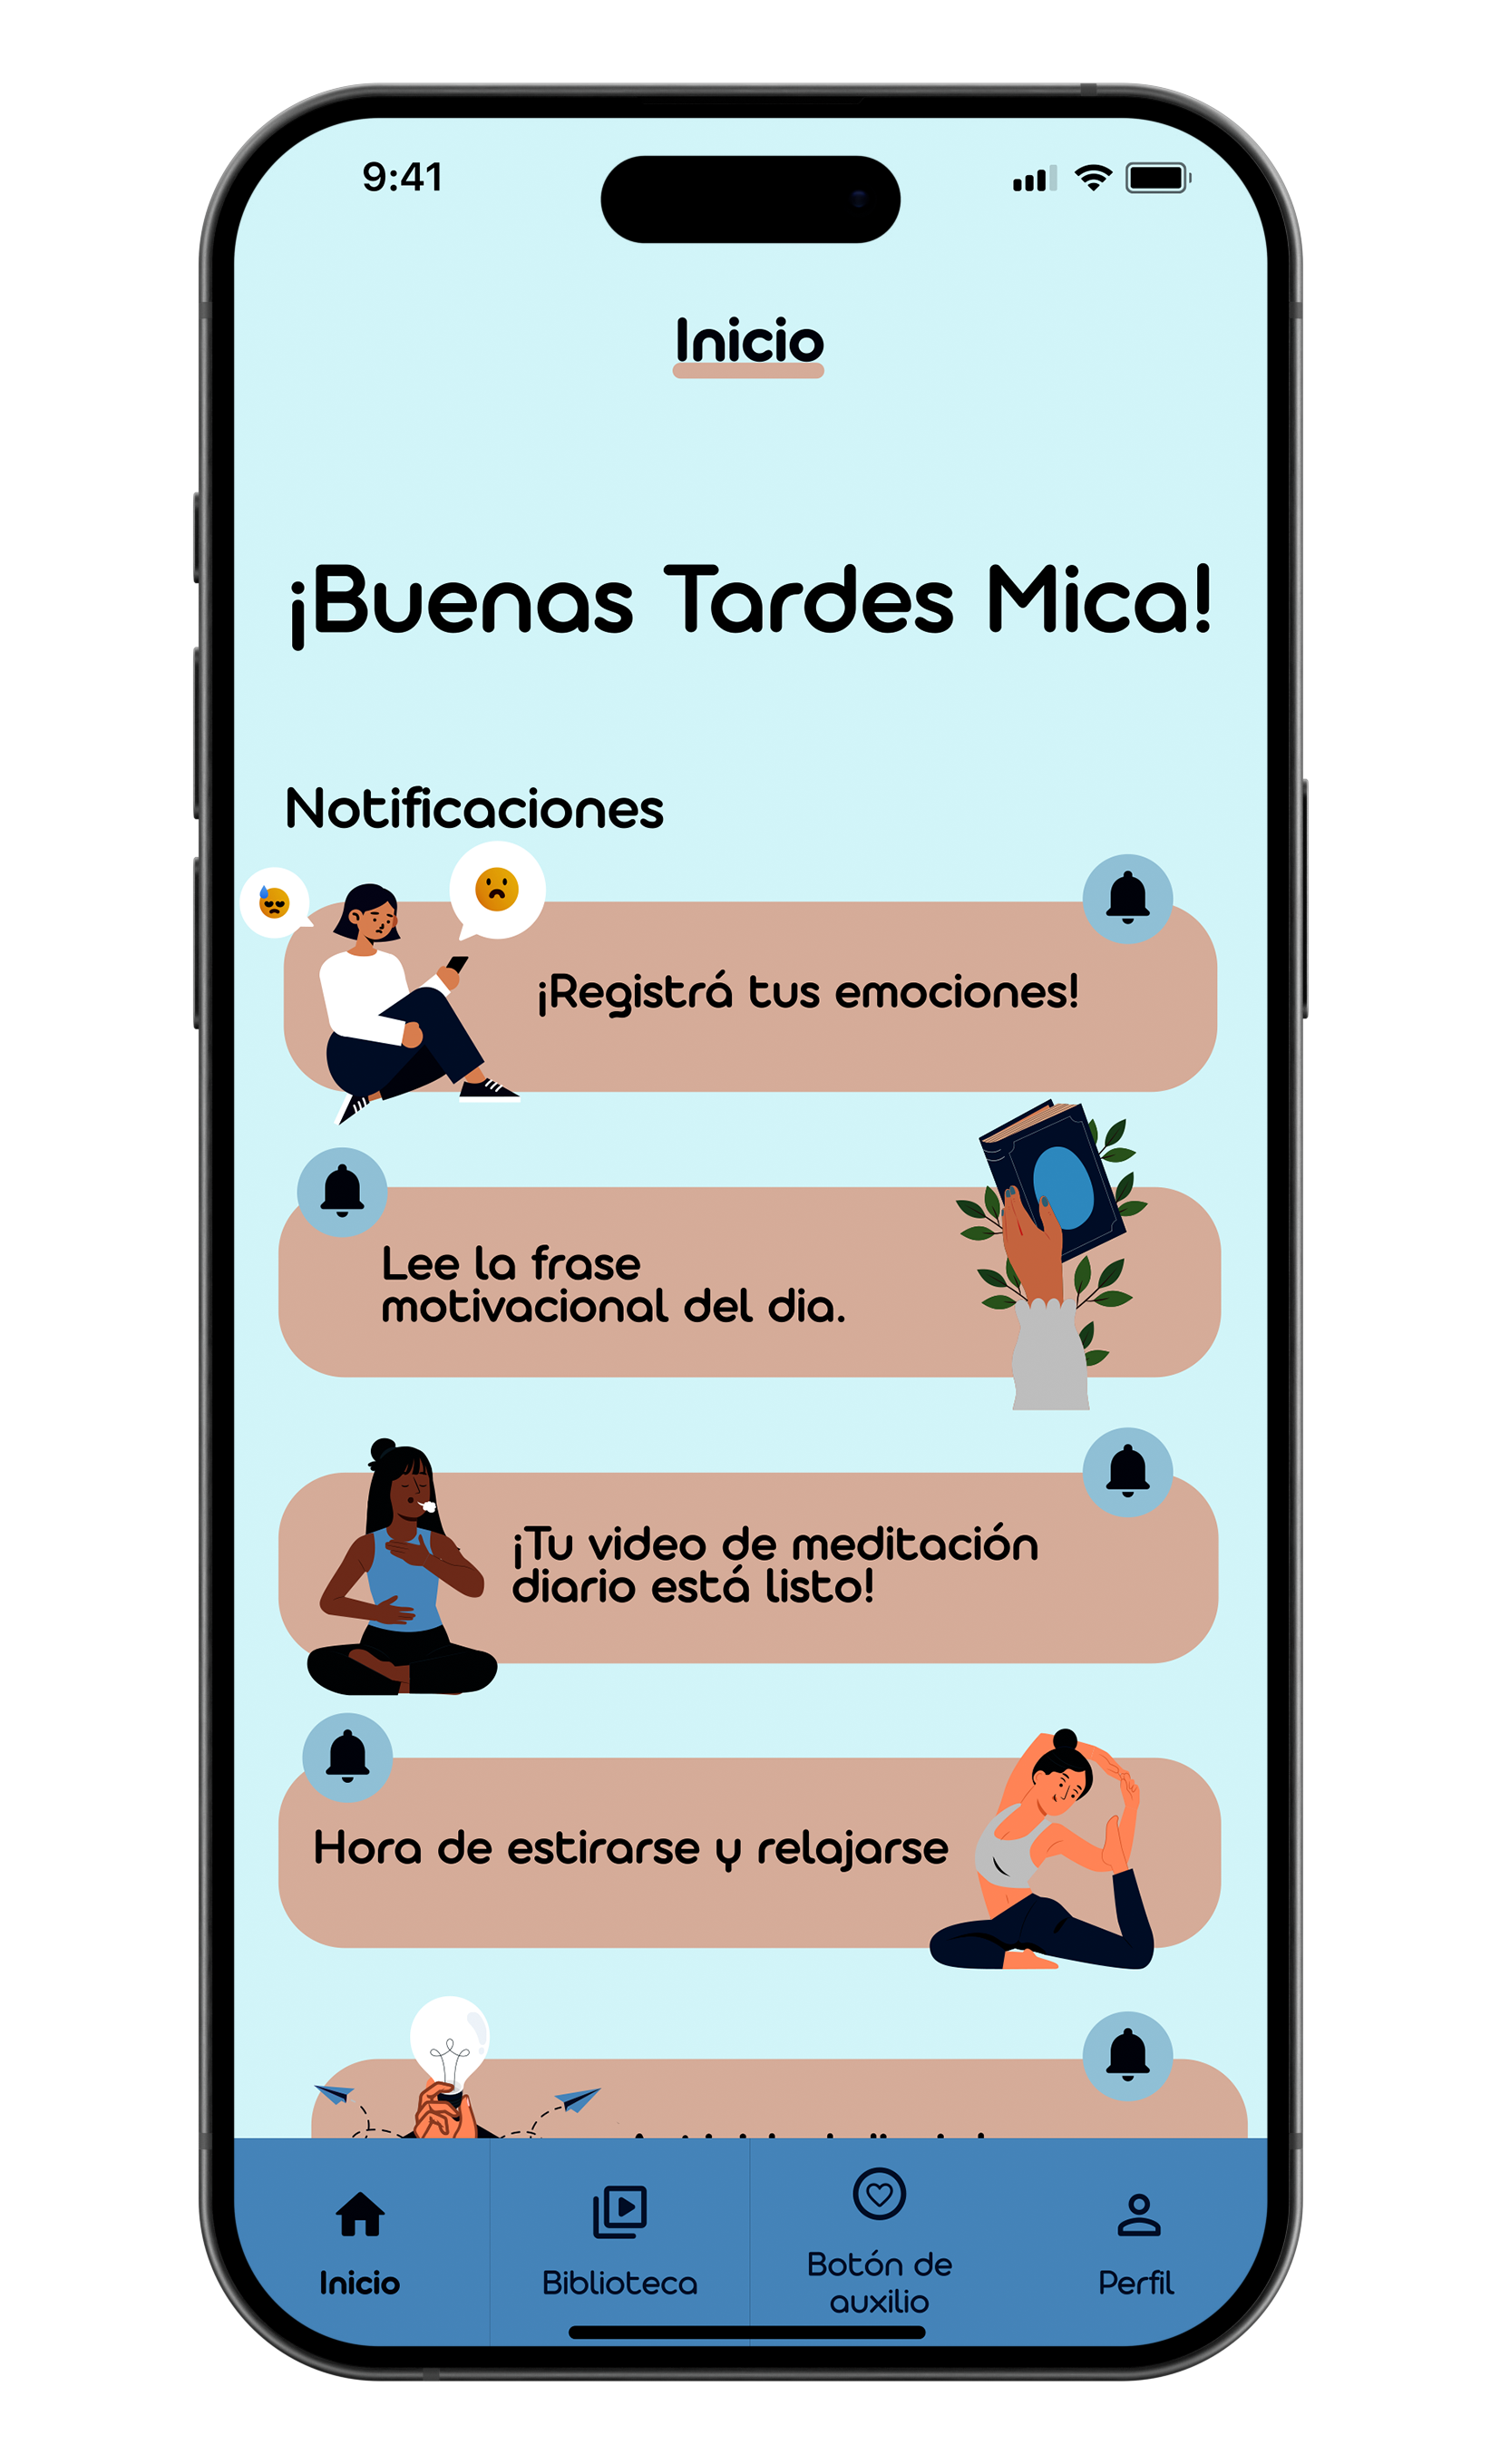 9:41
Inicio
¡Buenas Tardes Mica!
Notificaciones
¡Registrá tus emociones!
Lee la frase
motivacional del dia.
¡Tu video de meditación
diario está listo!
Hora de estirarse y relajarse
Inicio
Biblioteca
Botón de
auxilio
Perfil